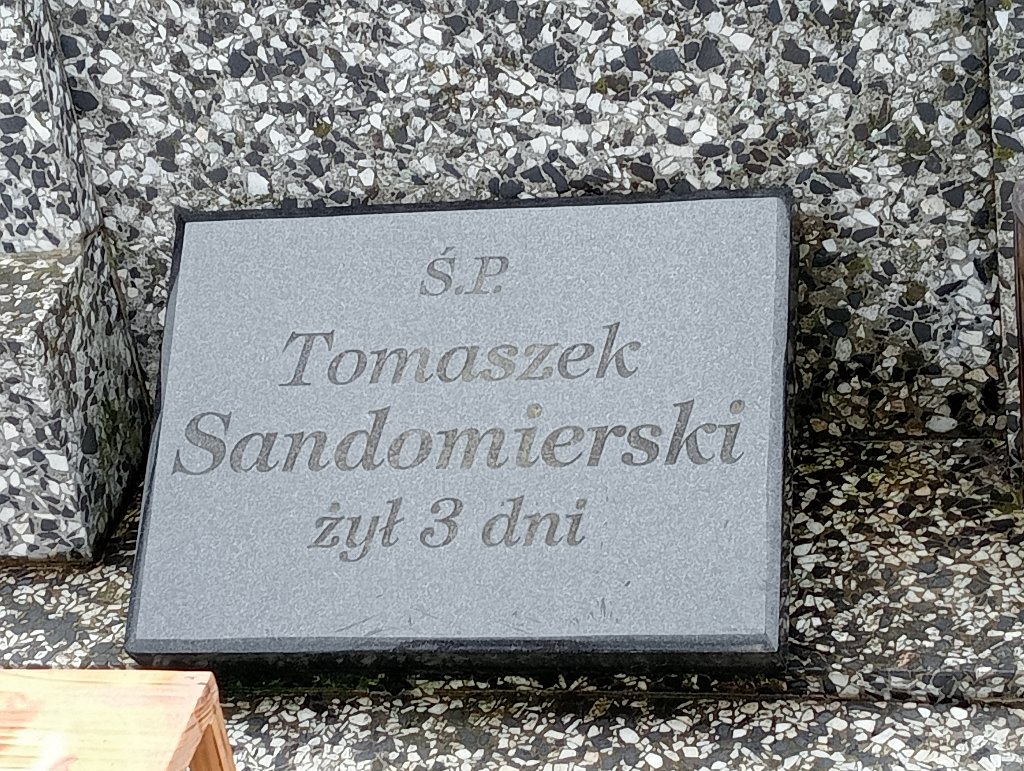 Ś.P.
Tomaszek
Sandomierski
żył 3 dni